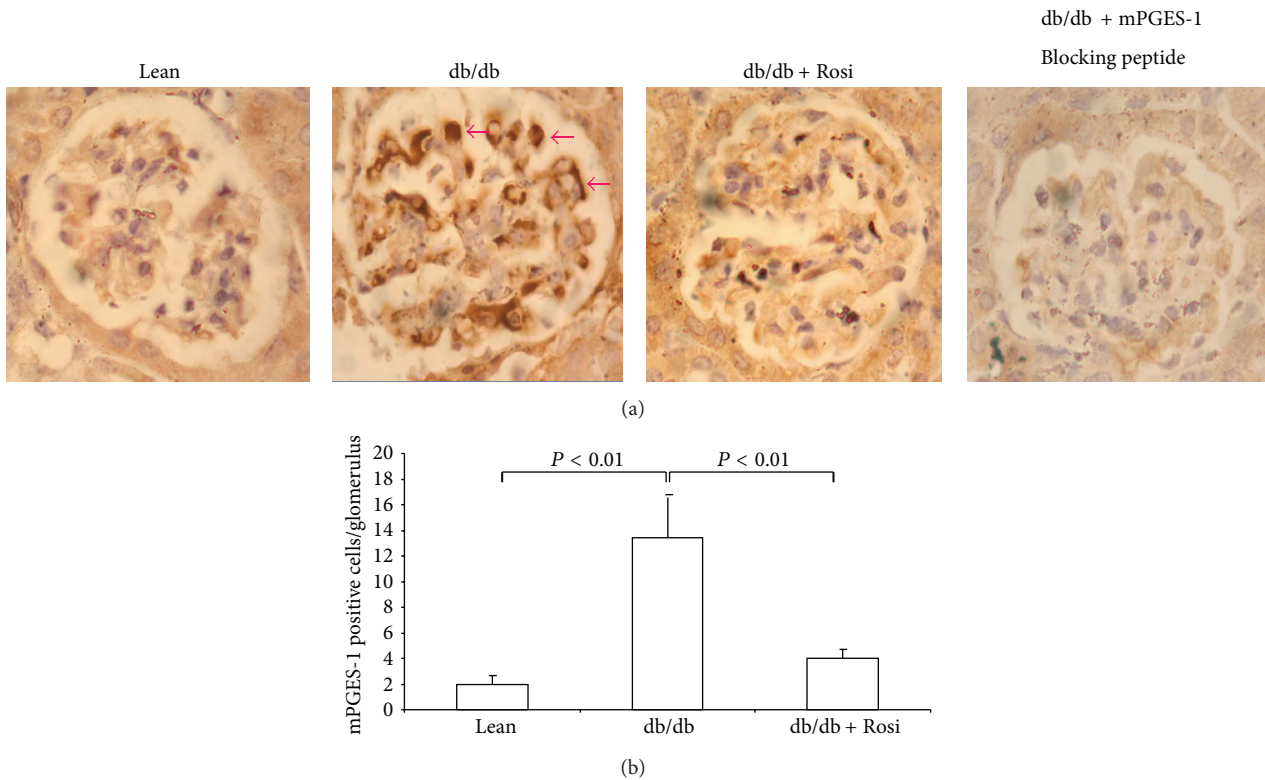 Lean
db/db
db/db + Rosi
db/db + mPGES-1
Blocking peptide
(a)
mPGES-1 positive cells/glomerulus
20
18
16
14
12
10
8
6
4
2
0
P < 0.01
P < 0.01
Lean
db/db
db/db + Rosi
(b)